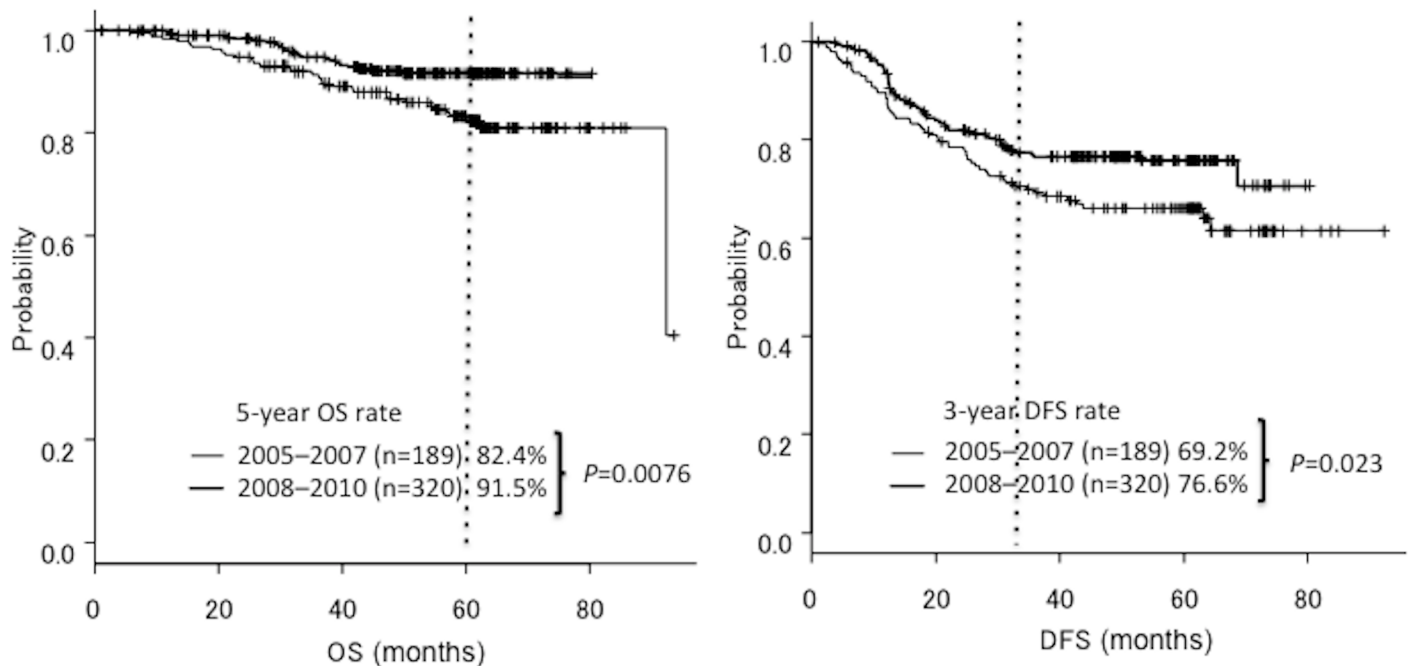 1.0
0.8
0.6
0.4
0.2
0.0
Probability
0 20 40 60 80
OS (months)
5-year OS rate
2005–2007 (n=189) 82.4%
2008–2010 (n=320) 91.5%
P=0.0076
1.0
0.8
0.6
0.4
0.2
0.0
Probability
0 20 40 60 80
DFS (months)
3-year DFS rate
2005–2007 (n=189) 69.2%
2008–2010 (n=320) 76.6%
P=0.023